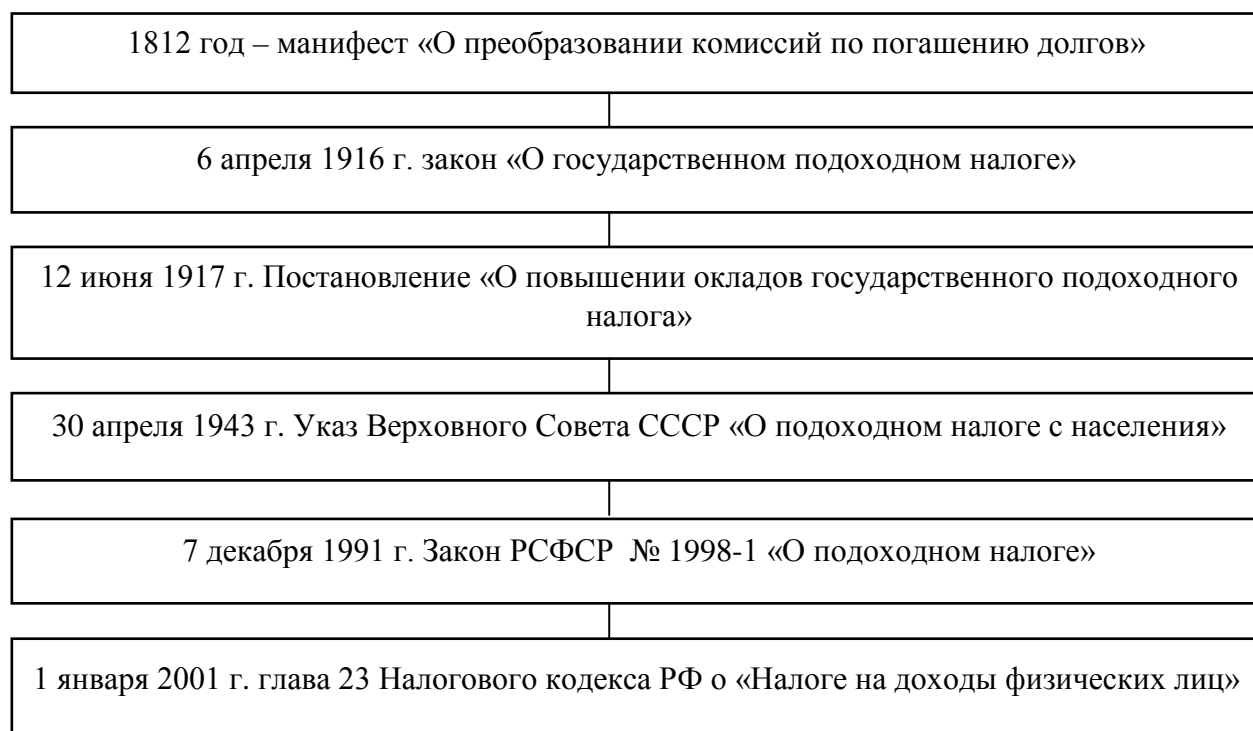 1812 год – манифест «О преобразовании комиссий по погашению долгов»
6 апреля 1916 г. закон «О государственном подоходном налоге»
12 июня 1917 г. Постановление «О повышении окладов государственного подоходного
налога»
30 апреля 1943 г. Указ Верховного Совета СССР «О подоходном налоге с населения»
7 декабря 1991 г. Закон РСФСР № 1998-1 «О подоходном налоге»
1 января 2001 г. глава 23 Налогового кодекса РФ о «Налоге на доходы физических лиц»